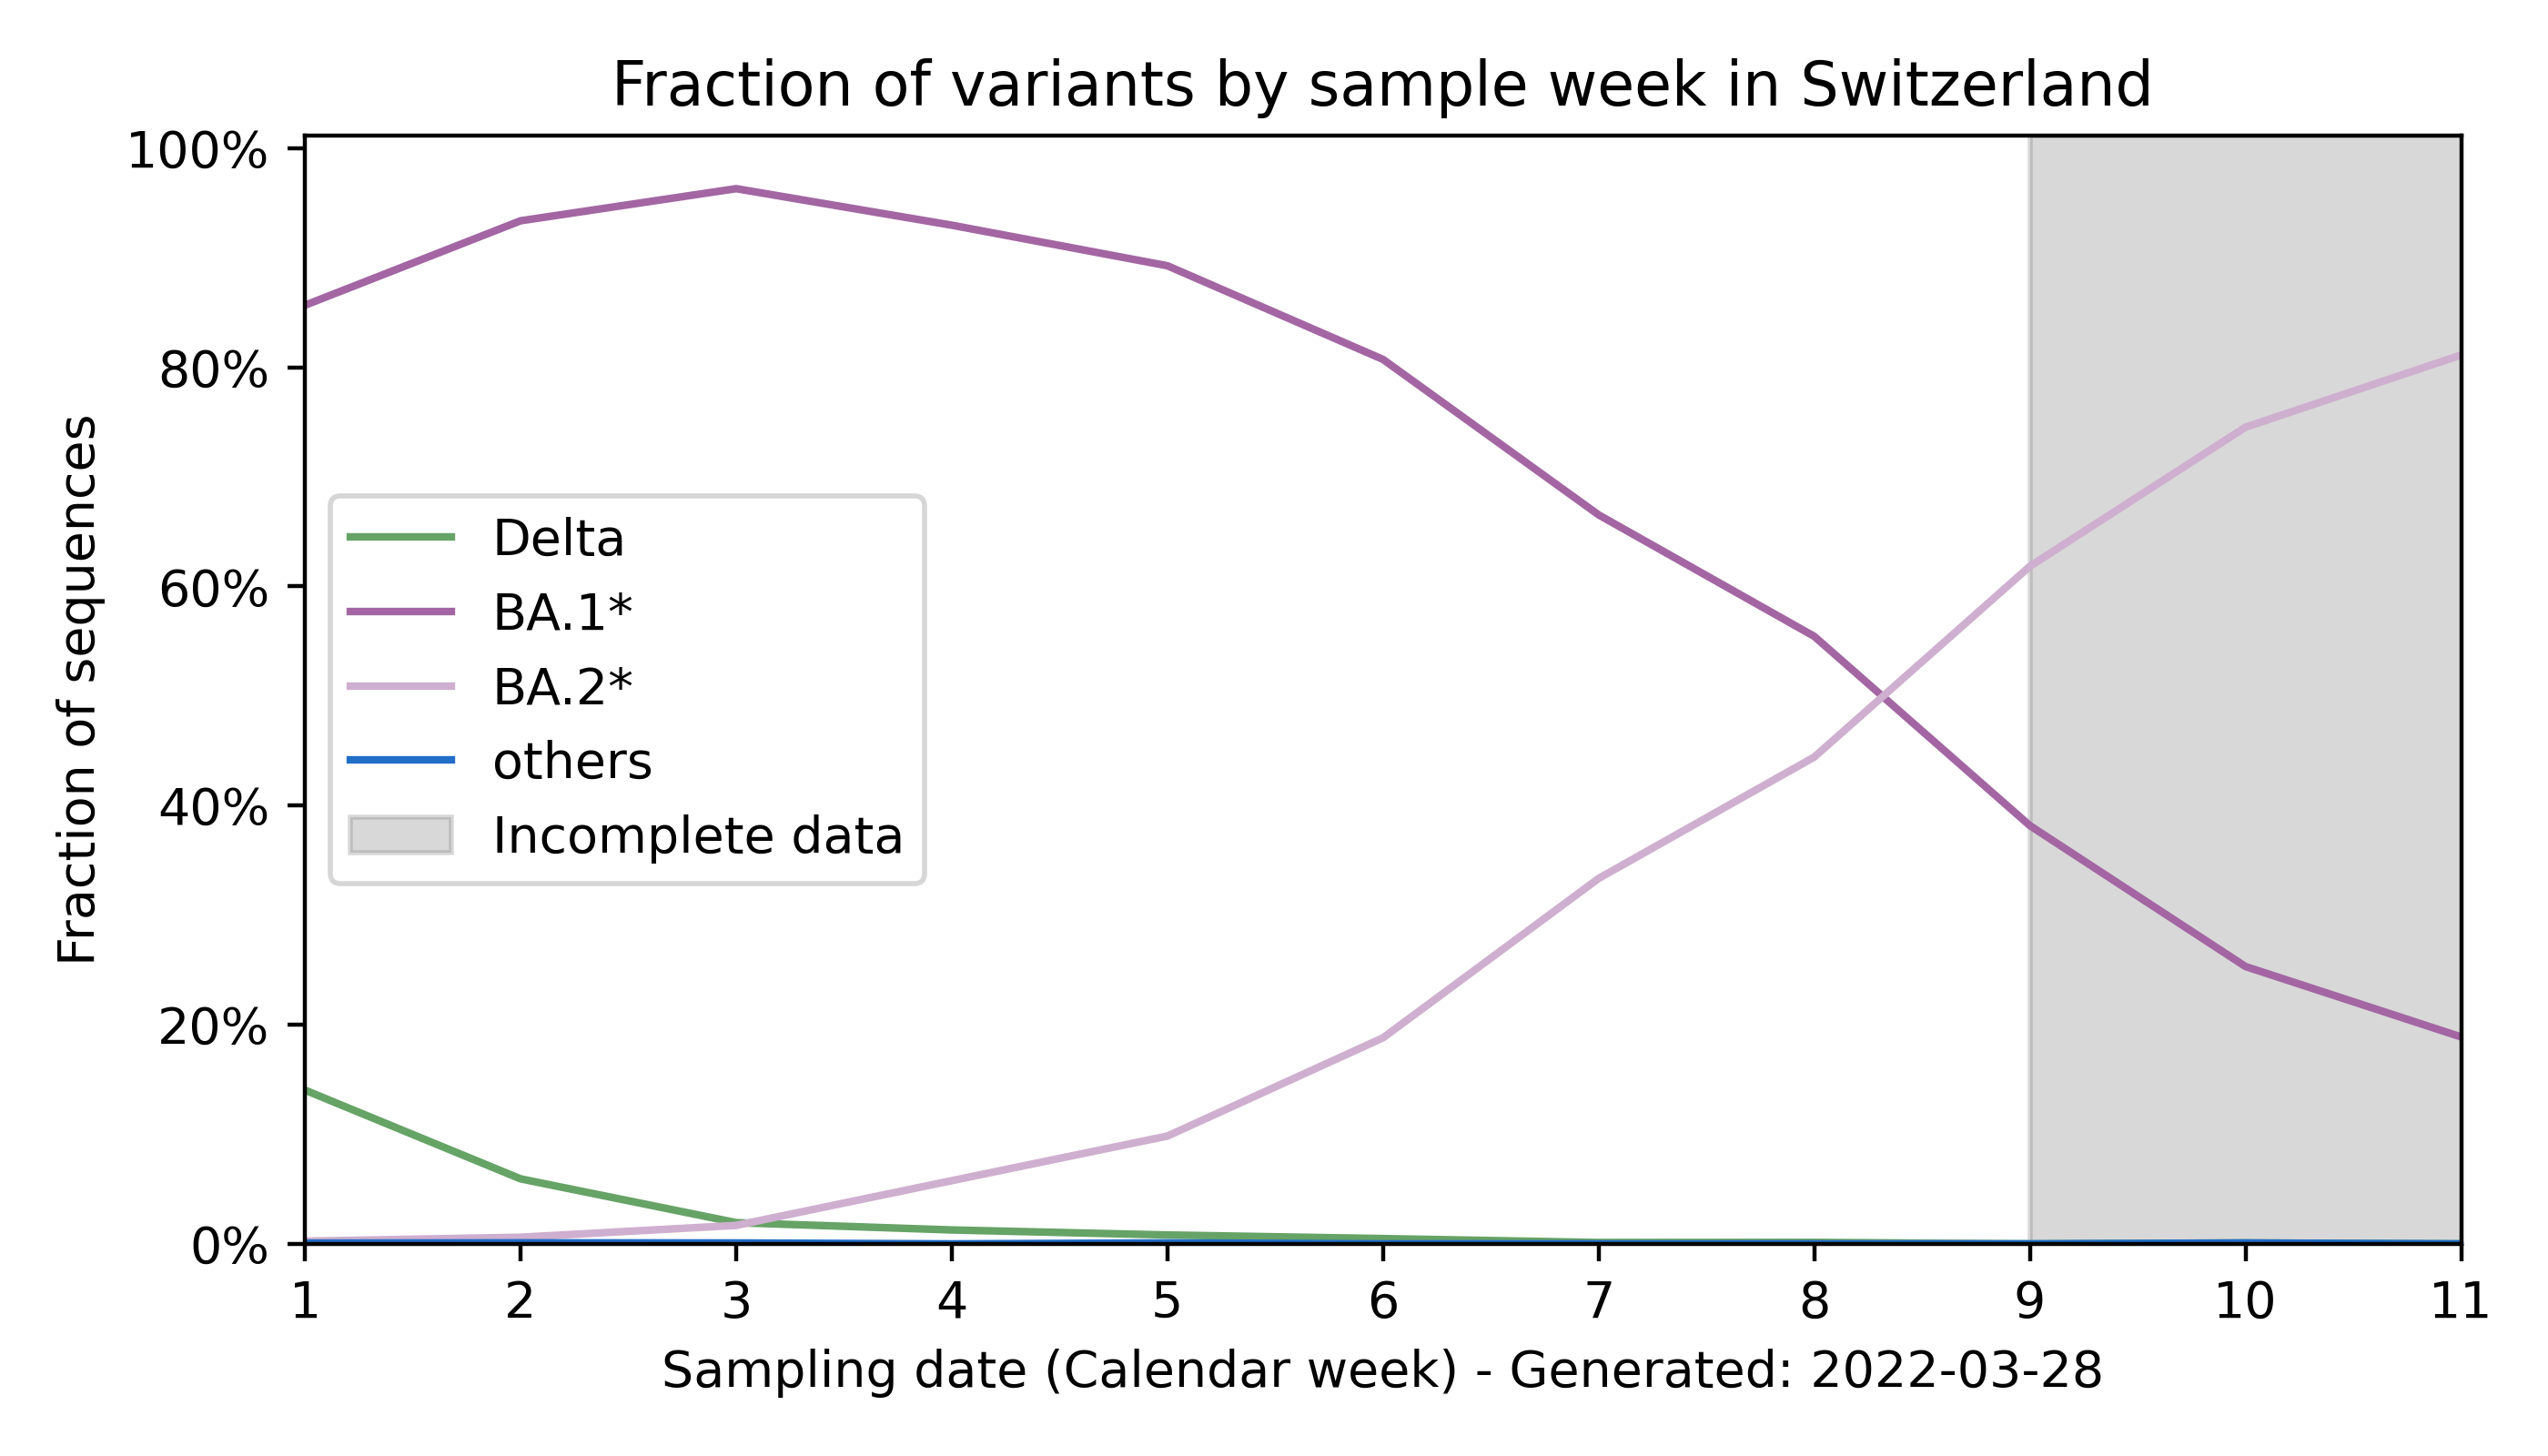 Fraction of variants by sample week in Switzerland
100%
80%
60%
40%
20%
0%
Fraction of sequences
Delta
BA.1*
BA.2*
others
Incomplete data
1 2 3 4 5 6 7 8 9 10 11
Sampling date (Calendar week) - Generated: 2022-03-28